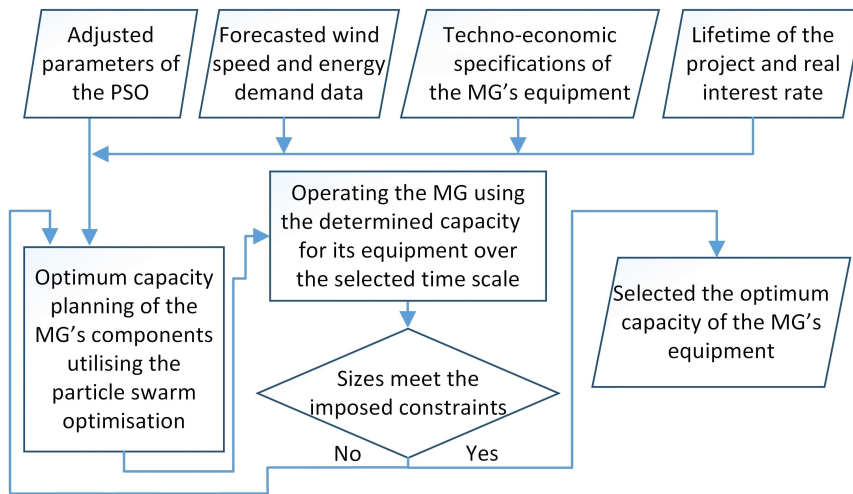 Adjusted
parameters of
the PSO
Forecasted wind
speed and energy
demand data
Techno-economic
specifications of
the MG's equipment
Lifetime of the
project and real
interest rate
Operating the MG using
the determined capacity
for its equipment over
the selected time scale
Optimum capacity
planning of the
MG's components
utilising the
particle swarm
optimisation
Selected the optimum
capacity of the MG's
equipment
Sizes meet the
imposed constraints
No
Yes